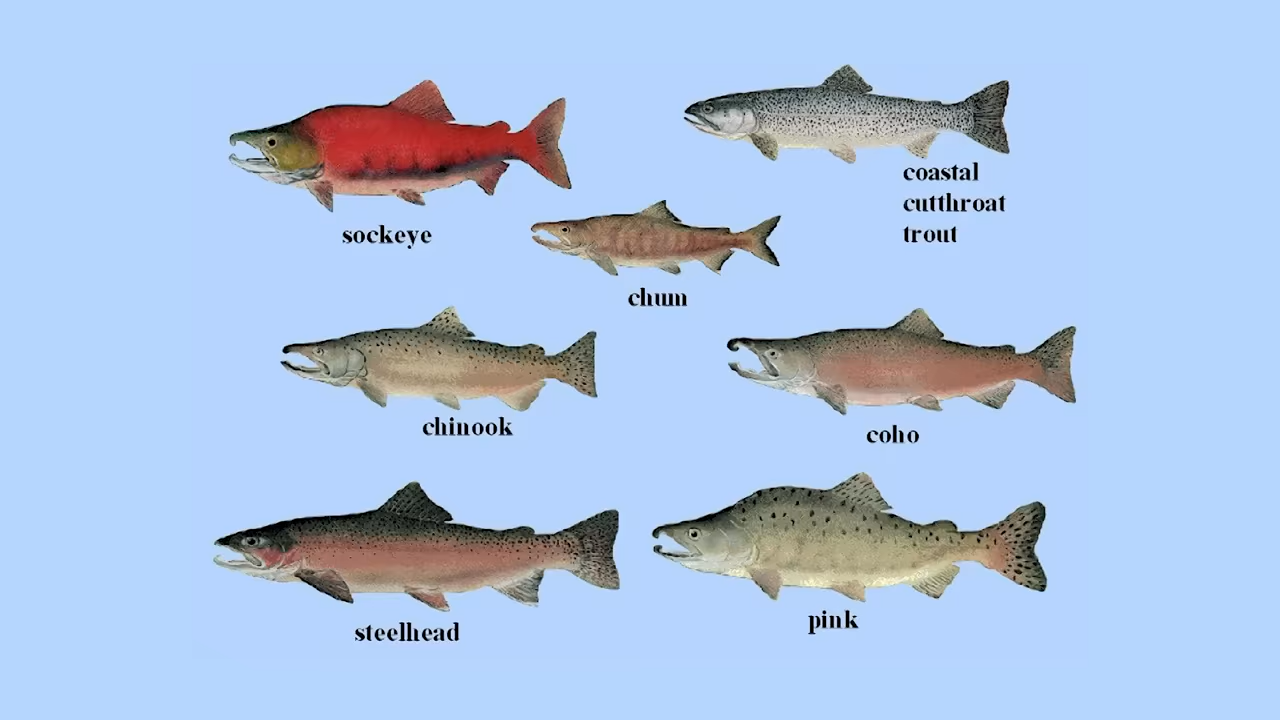 sockeye
coastal
cutthroat
trout
chum
chinook
coho
steelhead
pink